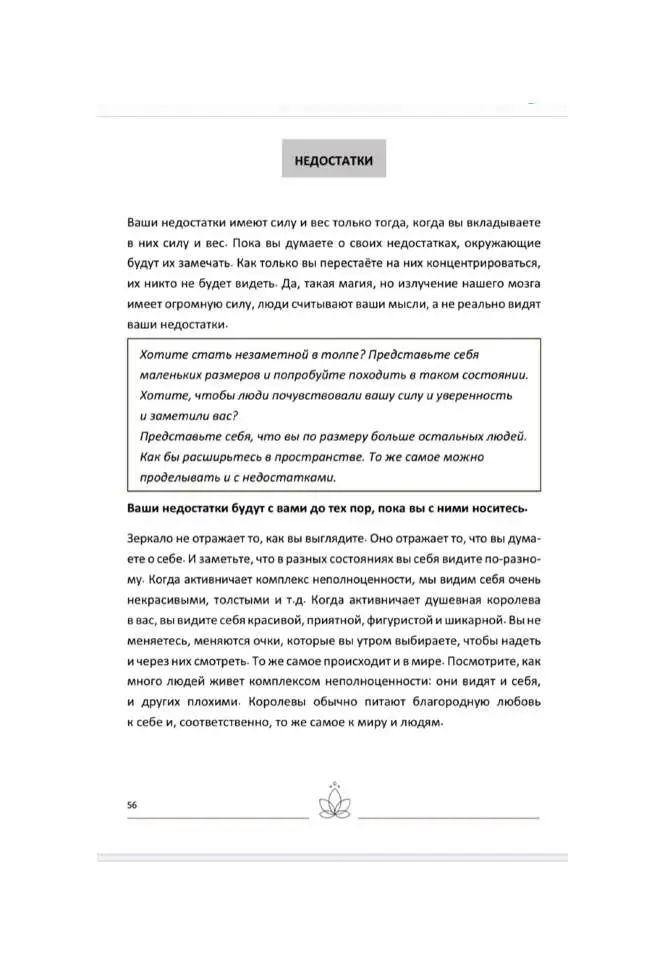 НЕДОСТАТКИ
Ваши недостатки имеют силу и вес только тогда, когда вы вкладываете
в них силу и вес. Пока вы думаете о своих недостатках, окружающие
будут их замечать. Как только вы перестаёте на них концентрироваться,
их никто не будет видеть. Да, такая магия, но излучение нашего мозга
имеет огромную силу, люди считывают ваши мысли, а не реально видят
ваши недостатки.
Хотите стать незаметной в толпе? Представьте себя
маленьких размеров и попробуйте походить в таком состоянии.
Хотите, чтобы люди почувствовали вашу силу и уверенность
и заметили вас?
Представьте себя, что вы по размеру больше остальных людей.
Как бы расширьтесь в пространстве. То же самое можно
проделывать и с недостатками.
Ваши недостатки будут с вами до тех пор, пока вы с ними носитесь.
Зеркало не отражает то, как вы выглядите. Оно отражает то, что вы дума-
ете о себе. И заметьте, что в разных состояниях вы себя видите по-разно-
му. Когда активничает комплекс неполноценности, мы видим себя очень
некрасивыми, толстыми и т.д. Когда активничает душевная королева
в вас, вы видите себя красивой, приятной, фигуристой и шикарной. Вы не
меняетесь, меняются очки, которые вы утром выбираете, чтобы надеть
и через них смотреть. То же самое происходит и в мире. Посмотрите, как
много людей живет комплексом неполноценности: они видят и себя,
и других плохими. Королевы обычно питают благородную любовь
к себе и, соответственно, то же самое к миру и людям.
56